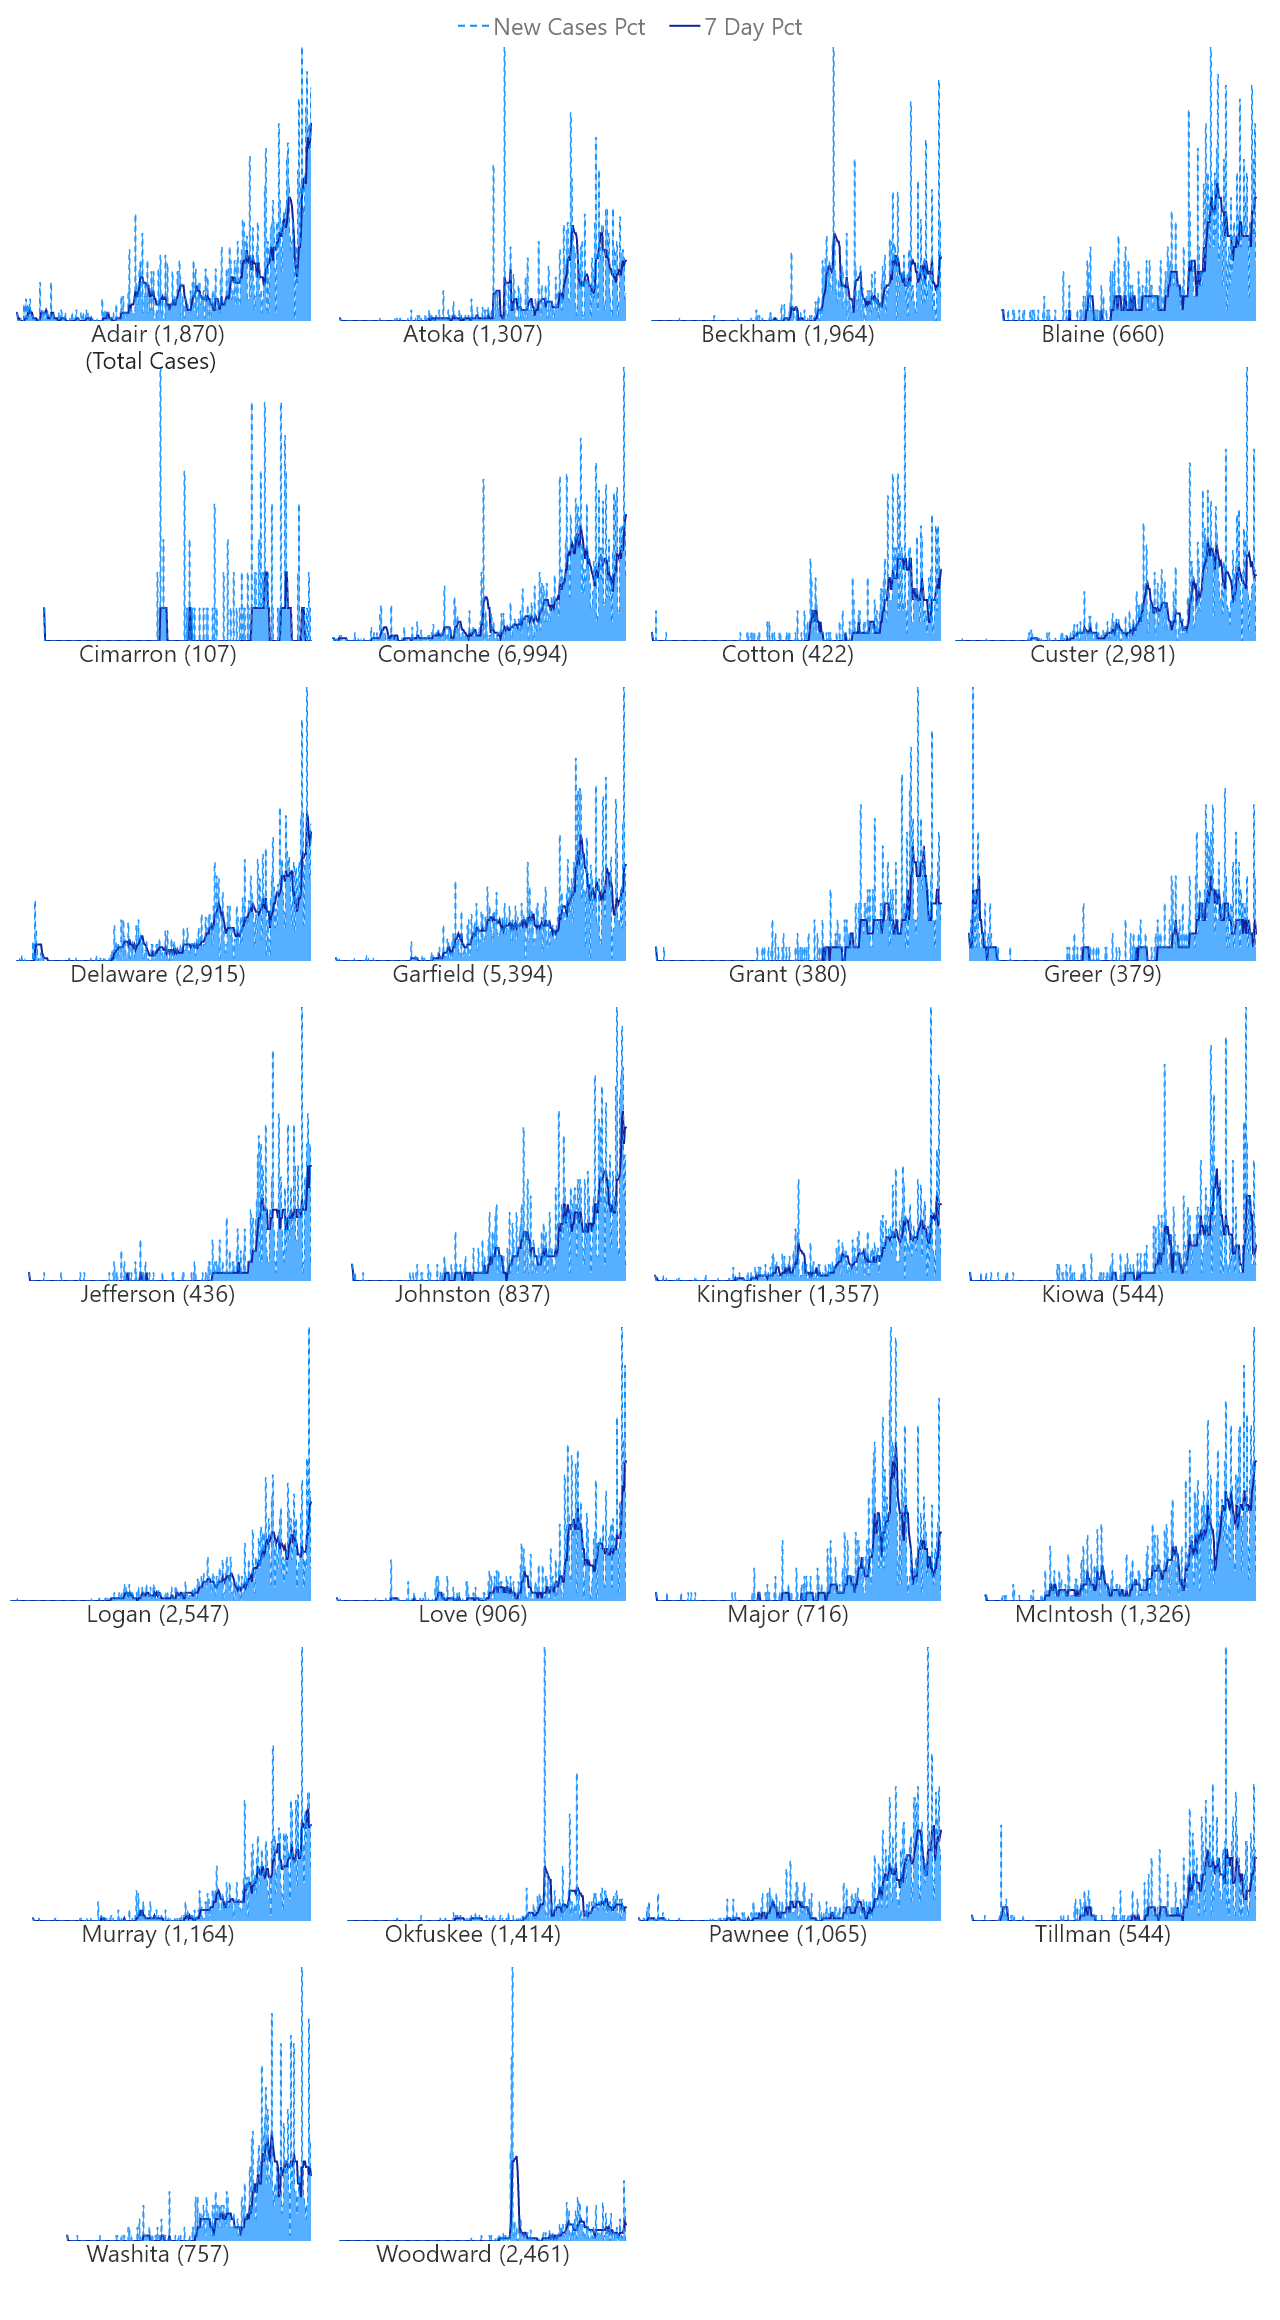 New Cases Pct 7 Day Pct
Adair (1,870) Atoka (1,307) Beckham (1,964) Blaine (660)
(Total Cases)
Cimarron (107) Comanche (6,994) Cotton (422) Custer (2,981)
Delaware (2,915) Garfield (5,394) Grant (380) Greer (379)
Jefferson (436) Johnston (837) Kingfisher (1,357) Kiowa (544)
Logan (2,547) Love (906) Major (716) McIntosh (1,326)
Murray (1,164) Okfuskee (1,414) Pawnee (1,065) Tillman (544)
Washita (757) Woodward (2,461)